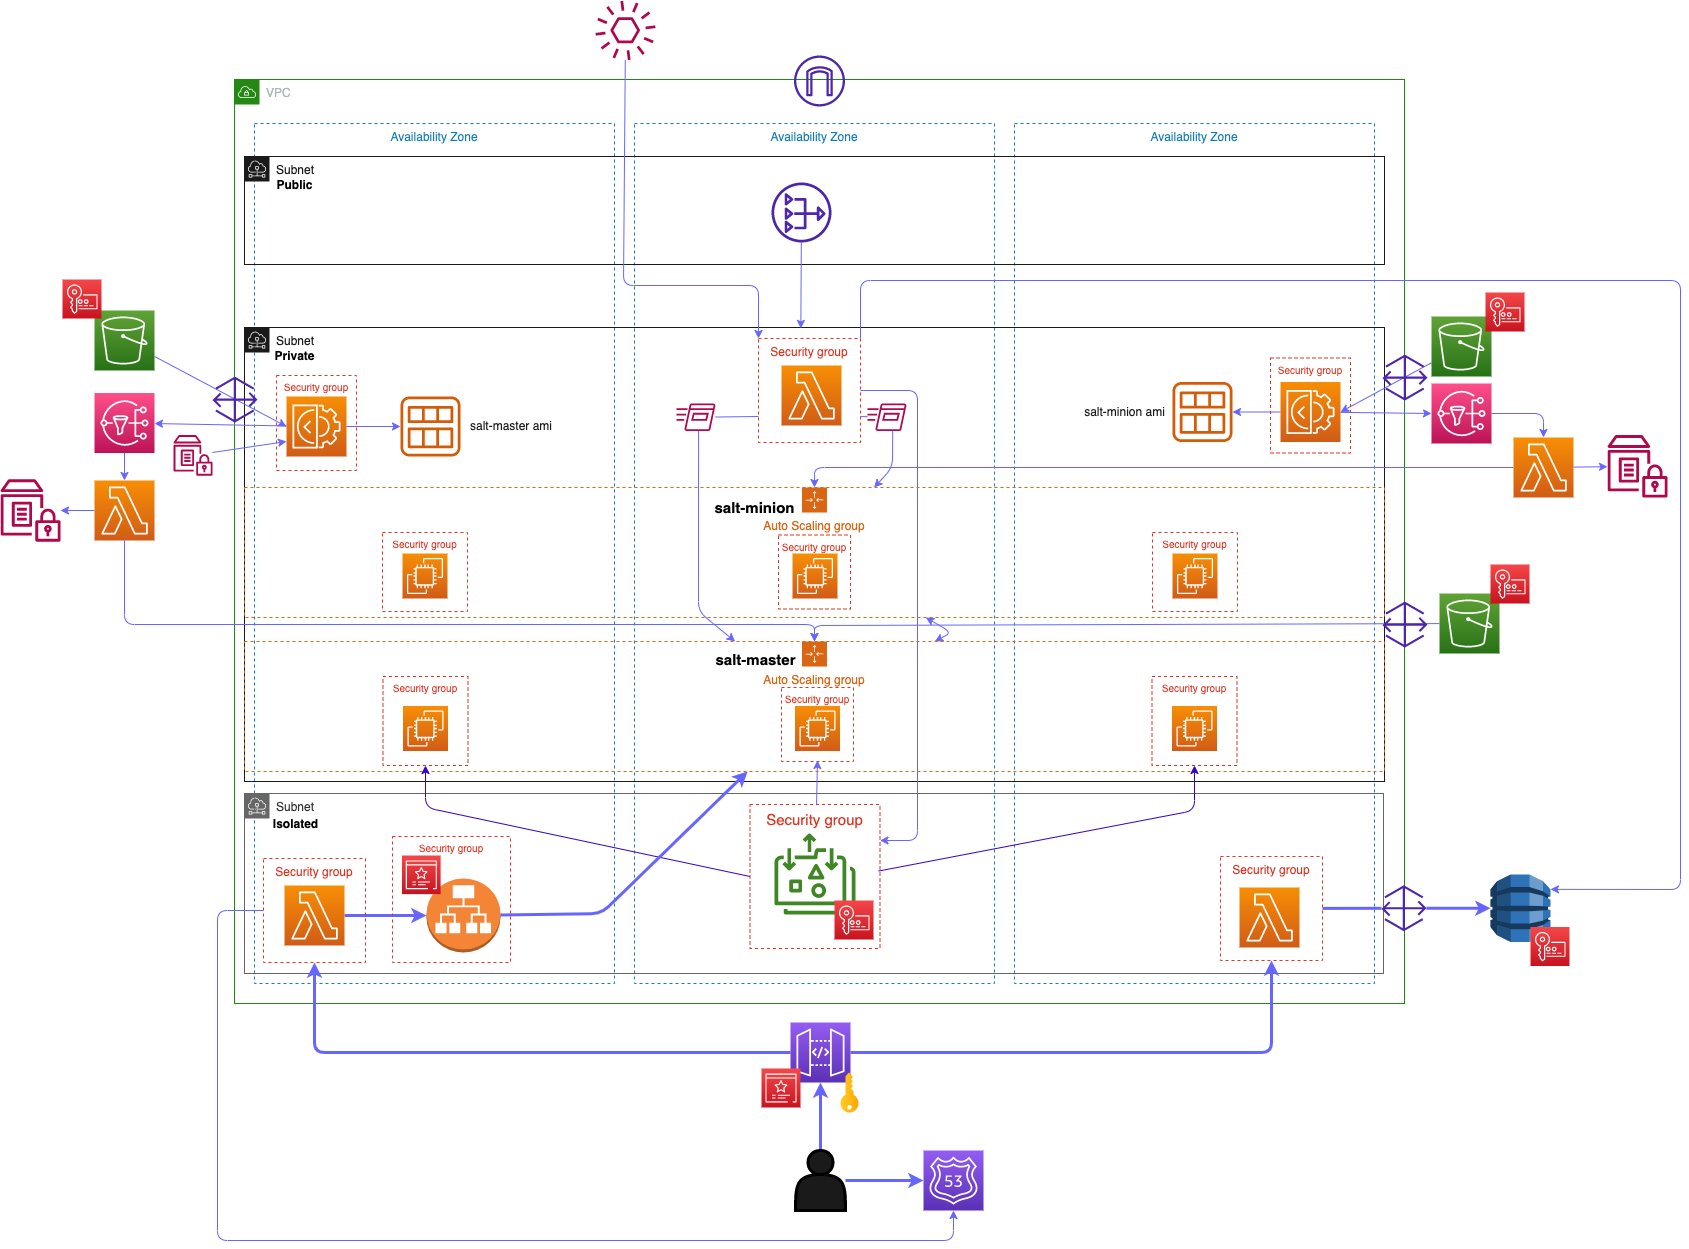 VPC
Availability Zone
Availability Zone
Availability Zone
Subnet
Public
Subnet
Private
Security group
Security group
Security group
salt-master ami
salt-minion ami
salt-minion
Auto Scaling group
Security group
Security group
Security group
salt-master
Auto Scaling group
Security group
Security group
Security group
Subnet
Isolated
Security group
Security group
Security group
Security group
</>
53